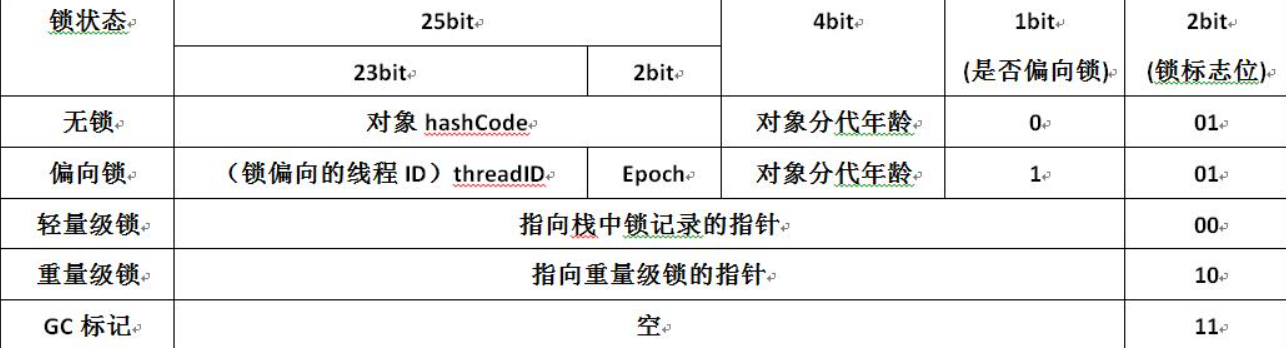 锁状态 25bit 4bit 1bit 2bit
23bit 2bit (是否偏向锁) (锁标志位)
无锁 对象 hashCode 对象分代年龄 0 01
偏向锁 （锁偏向的线程 ID）threadID Epoch 对象分代年龄 1 01
轻量级锁 指向栈中锁记录的指针 00
重量级锁 指向重量级锁的指针 10
GC 标记 空 11